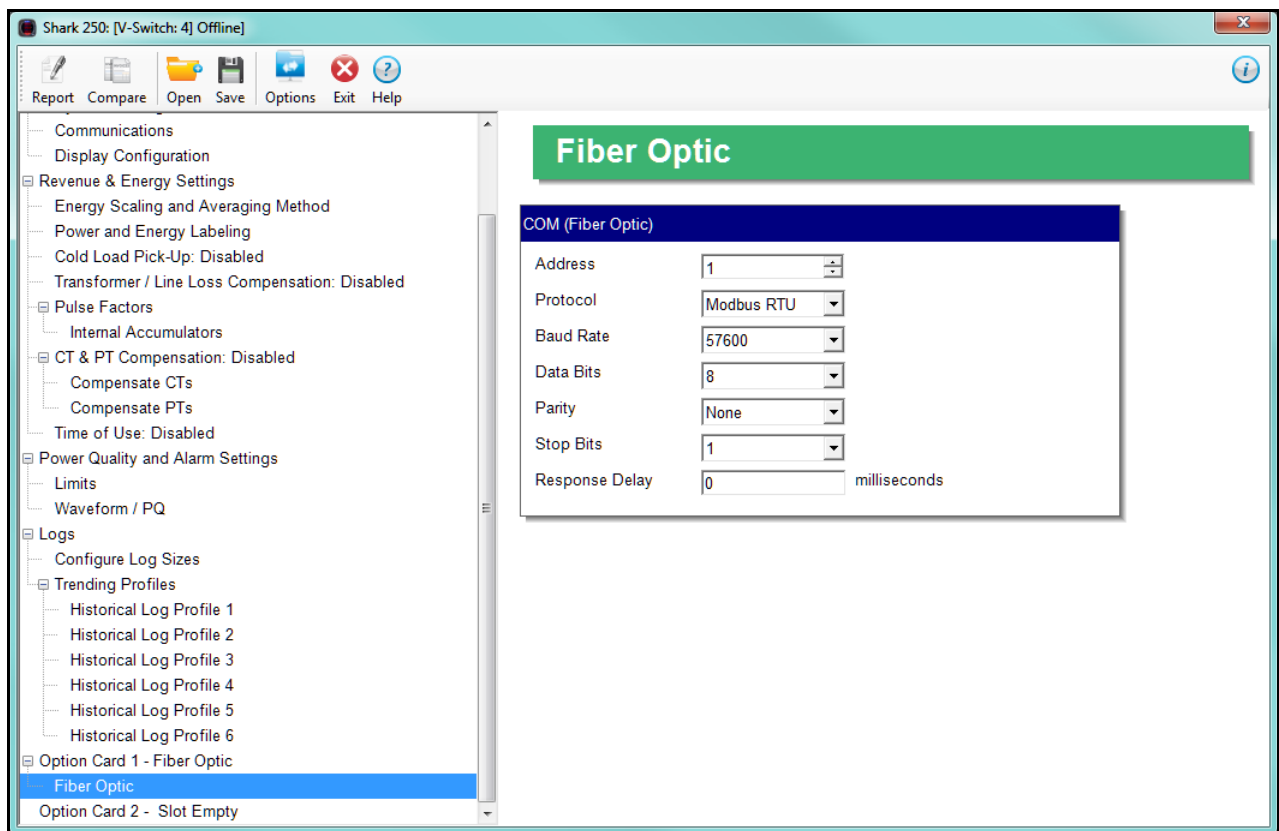 Shark 250: [V-Switch: 4] Offline]
Report Compare Open Save Options Exit Help
Communications
Display Configuration
Revenue & Energy Settings
Energy Scaling and Averaging Method
Power and Energy Labeling
Cold Load Pick-Up: Disabled
Transformer / Line Loss Compensation: Disabled
Pulse Factors
Internal Accumulators
CT & PT Compensation: Disabled
Compensate CTs
Compensate PTs
Time of Use: Disabled
Power Quality and Alarm Settings
Limits
Waveform / PQ
Logs
Configure Log Sizes
Trending Profiles
Historical Log Profile 1
Historical Log Profile 2
Historical Log Profile 3
Historical Log Profile 4
Historical Log Profile 5
Historical Log Profile 6
Option Card 1 - Fiber Optic
Fiber Optic
Option Card 2 - Slot Empty
Fiber Optic
COM (Fiber Optic)
Address 1
Protocol Modbus RTU
Baud Rate 57600
Data Bits 8
Parity None
Stop Bits 1
Response Delay 0 milliseconds